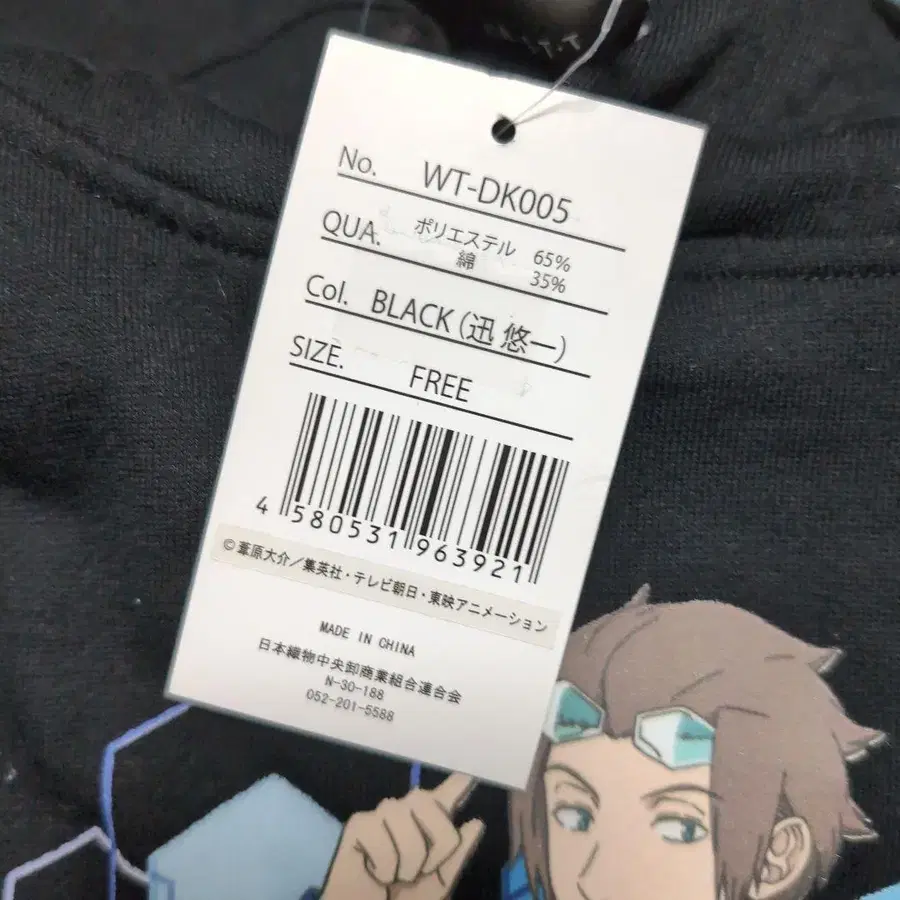 No. WT-DK005
QUA. ポリエステル 65%
綿 35%
Col. BLACK (迅 悠一)
SIZE. FREE
4 580531 963921
©葦原大介／集英社・テレビ朝日・東映アニメーション
MADE IN CHINA
日本織物中央卸商業組合連合会
N-30-188
052-201-5588